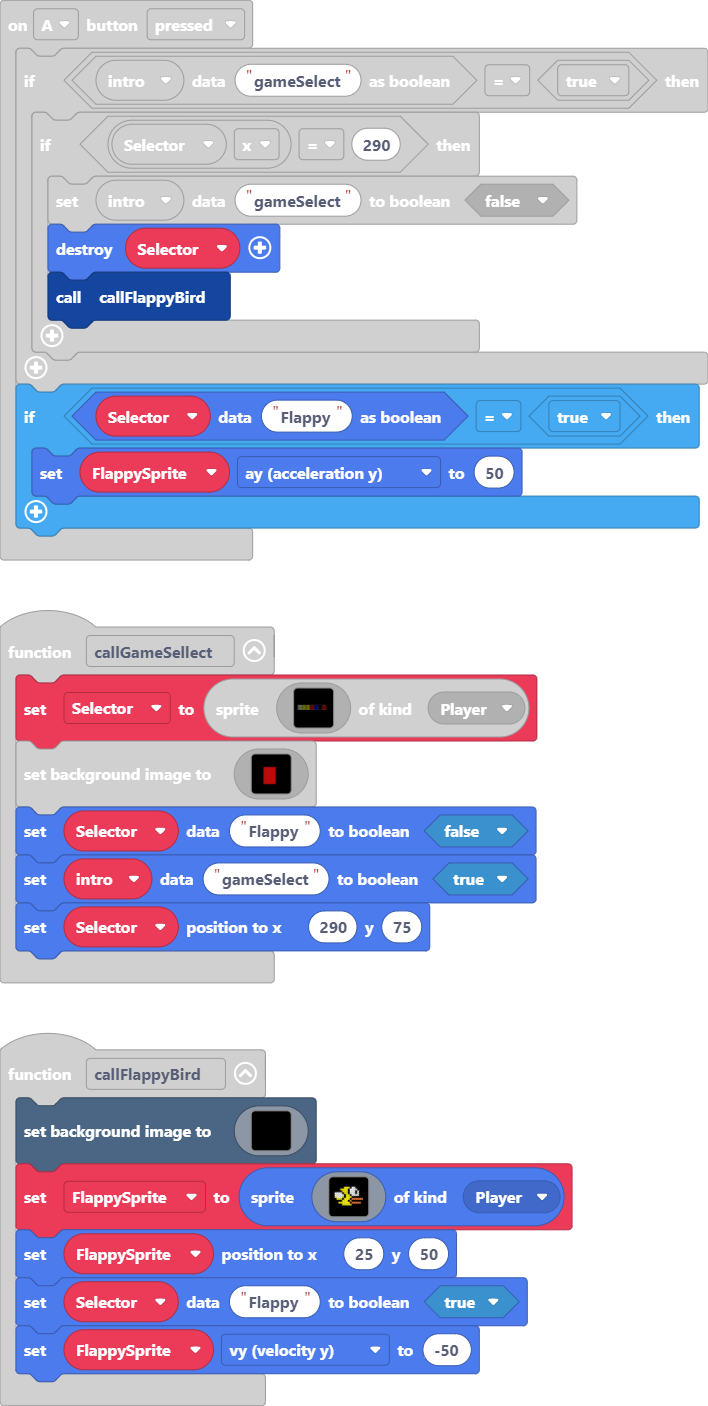 on A button pressed
if intro data "gameSelect" as boolean = true then
if Selector x = 290 then
set intro data "gameSelect" to boolean false
destroy Selector
call callFlappyBird
if Selector data "Flappy" as boolean = true then
set FlappySprite ay (acceleration y) to 50
function callGameSellect
set Selector to sprite of kind Player
set background image to
set Selector data "Flappy" to boolean false
set intro data "gameSelect" to boolean true
set Selector position to x 290 y 75
function callFlappyBird
set background image to
set FlappySprite to sprite of kind Player
set FlappySprite position to x 25 y 50
set Selector data "Flappy" to boolean true
set FlappySprite vy (velocity y) to -50